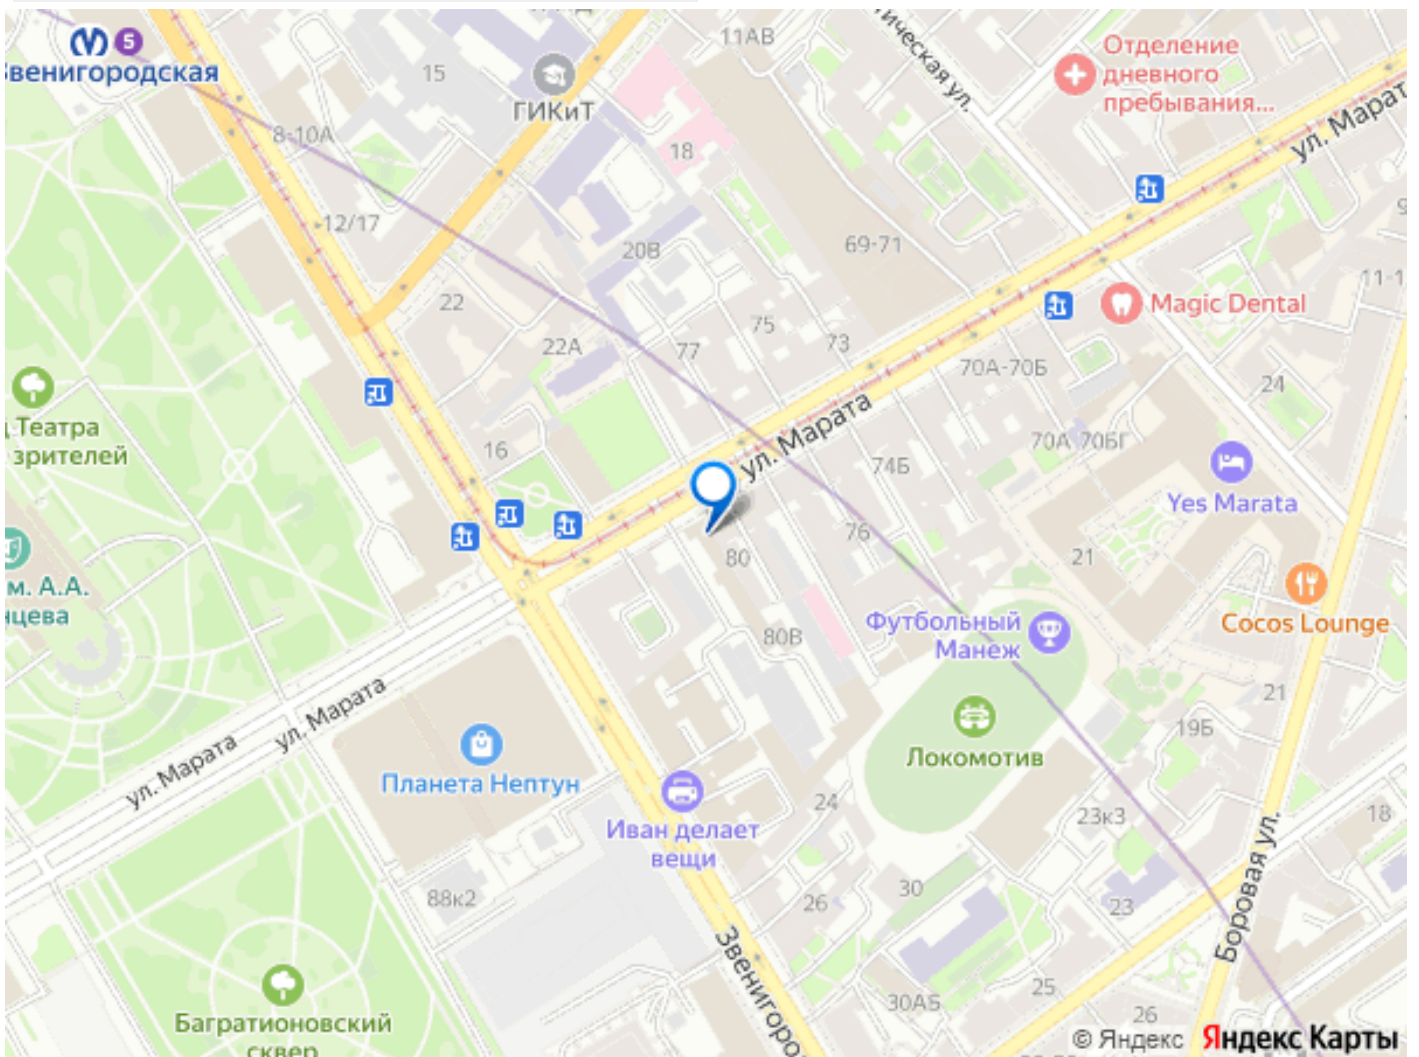 11АВ
тическая ул.
5
Звенигородская
15
ГИКиТ
Отделение
дневного
пребывания...
ул. Марат
8-10А
18
12/17
20В
69-71
11-1
22
75
73
Magic Dental
22А
77
70А-70Б
24
Театра
зрителей
16
ул. Марата
74Б
70А 70БГ
Yes Marata
76
80
21
м. А.А.
нцева
Футбольный
Манеж
Cocos Lounge
80В
21
ул. Марата
ул. Марата
19Б
Планета Нептун
Локомотив
24
23к3
18
Иван делает
вещи
88к2
30
26
23
Боровая ул.
Звенигоро
25
30АБ
26
Багратионовский
сквер
© Яндекс Яндекс Карты